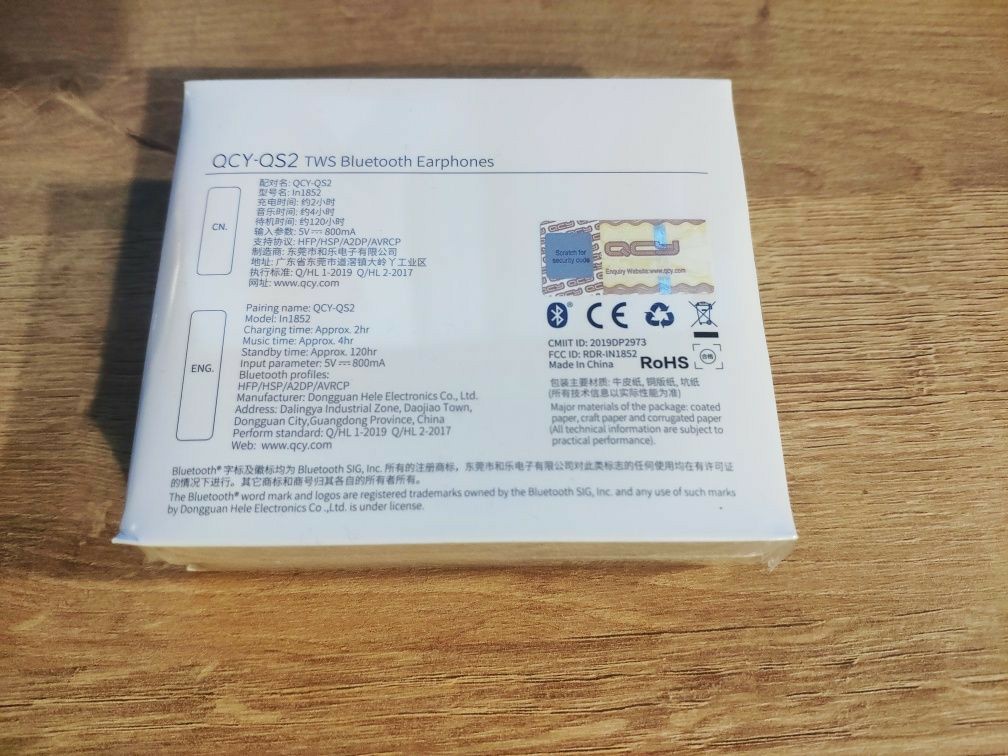 QCY-QS2 TWS Bluetooth Earphones
CN.
配对名: QCY-QS2
型号名: In1852
充电时间: 约2小时
音乐时间: 约4小时
待机时间: 约120小时
输入参数: 5V⎓800mA
支持协议: HFP/HSP/A2DP/AVRCP
制造商: 东莞市和乐电子有限公司
地址: 广东省东莞市道滘镇大岭丫工业区
执行标准: Q/HL 1-2019 Q/HL 2-2017
网址: www.qcy.com
ENG.
Pairing name: QCY-QS2
Model: In1852
Charging time: Approx. 2hr
Music time: Approx. 4hr
Standby time: Approx. 120hr
Input parameter: 5V⎓800mA
Bluetooth profiles:
HFP/HSP/A2DP/AVRCP
Manufacturer: Dongguan Hele Electronics Co., Ltd.
Address: Dalingya Industrial Zone, Daojiao Town,
Dongguan City,Guangdong Province, China
Perform standard: Q/HL 1-2019 Q/HL 2-2017
Web: www.qcy.com
Scratch for
security code
QCY
Enquiry Website:www.qcy.com
CE
CMIIT ID: 2019DP2973
FCC ID: RDR-IN1852
Made In China
RoHS
合格
包装主要材质: 牛皮纸, 铜版纸, 坑纸
(所有技术信息以实际性能为准)
Major materials of the package: coated
paper, craft paper and corrugated paper
(All technical information are subject to
practical performance).
Bluetooth® 字标及徽标均为 Bluetooth SIG, Inc. 所有的注册商标，东莞市和乐电子有限公司对此类标志的任何使用均在有许可证
的情况下进行。其它商标和商号归其各自的所有者所有。
The Bluetooth® word mark and logos are registered trademarks owned by the Bluetooth SIG, Inc. and any use of such marks
by Dongguan Hele Electronics Co .,Ltd. is under license.